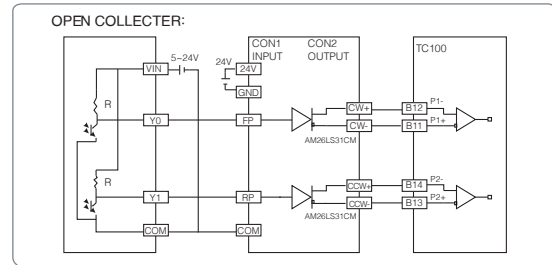 OPEN COLLECTER:
CON1 CON2
INPUT OUTPUT
TC100
VIN
5~24V
24V
24V
GND
R
Y0
FP
CW+
B12
P1-
CW-
B11
P1+
AM26LS31CM
R
Y1
RP
CCW+
B14
P2-
CCW-
B13
P2+
AM26LS31CM
COM
COM